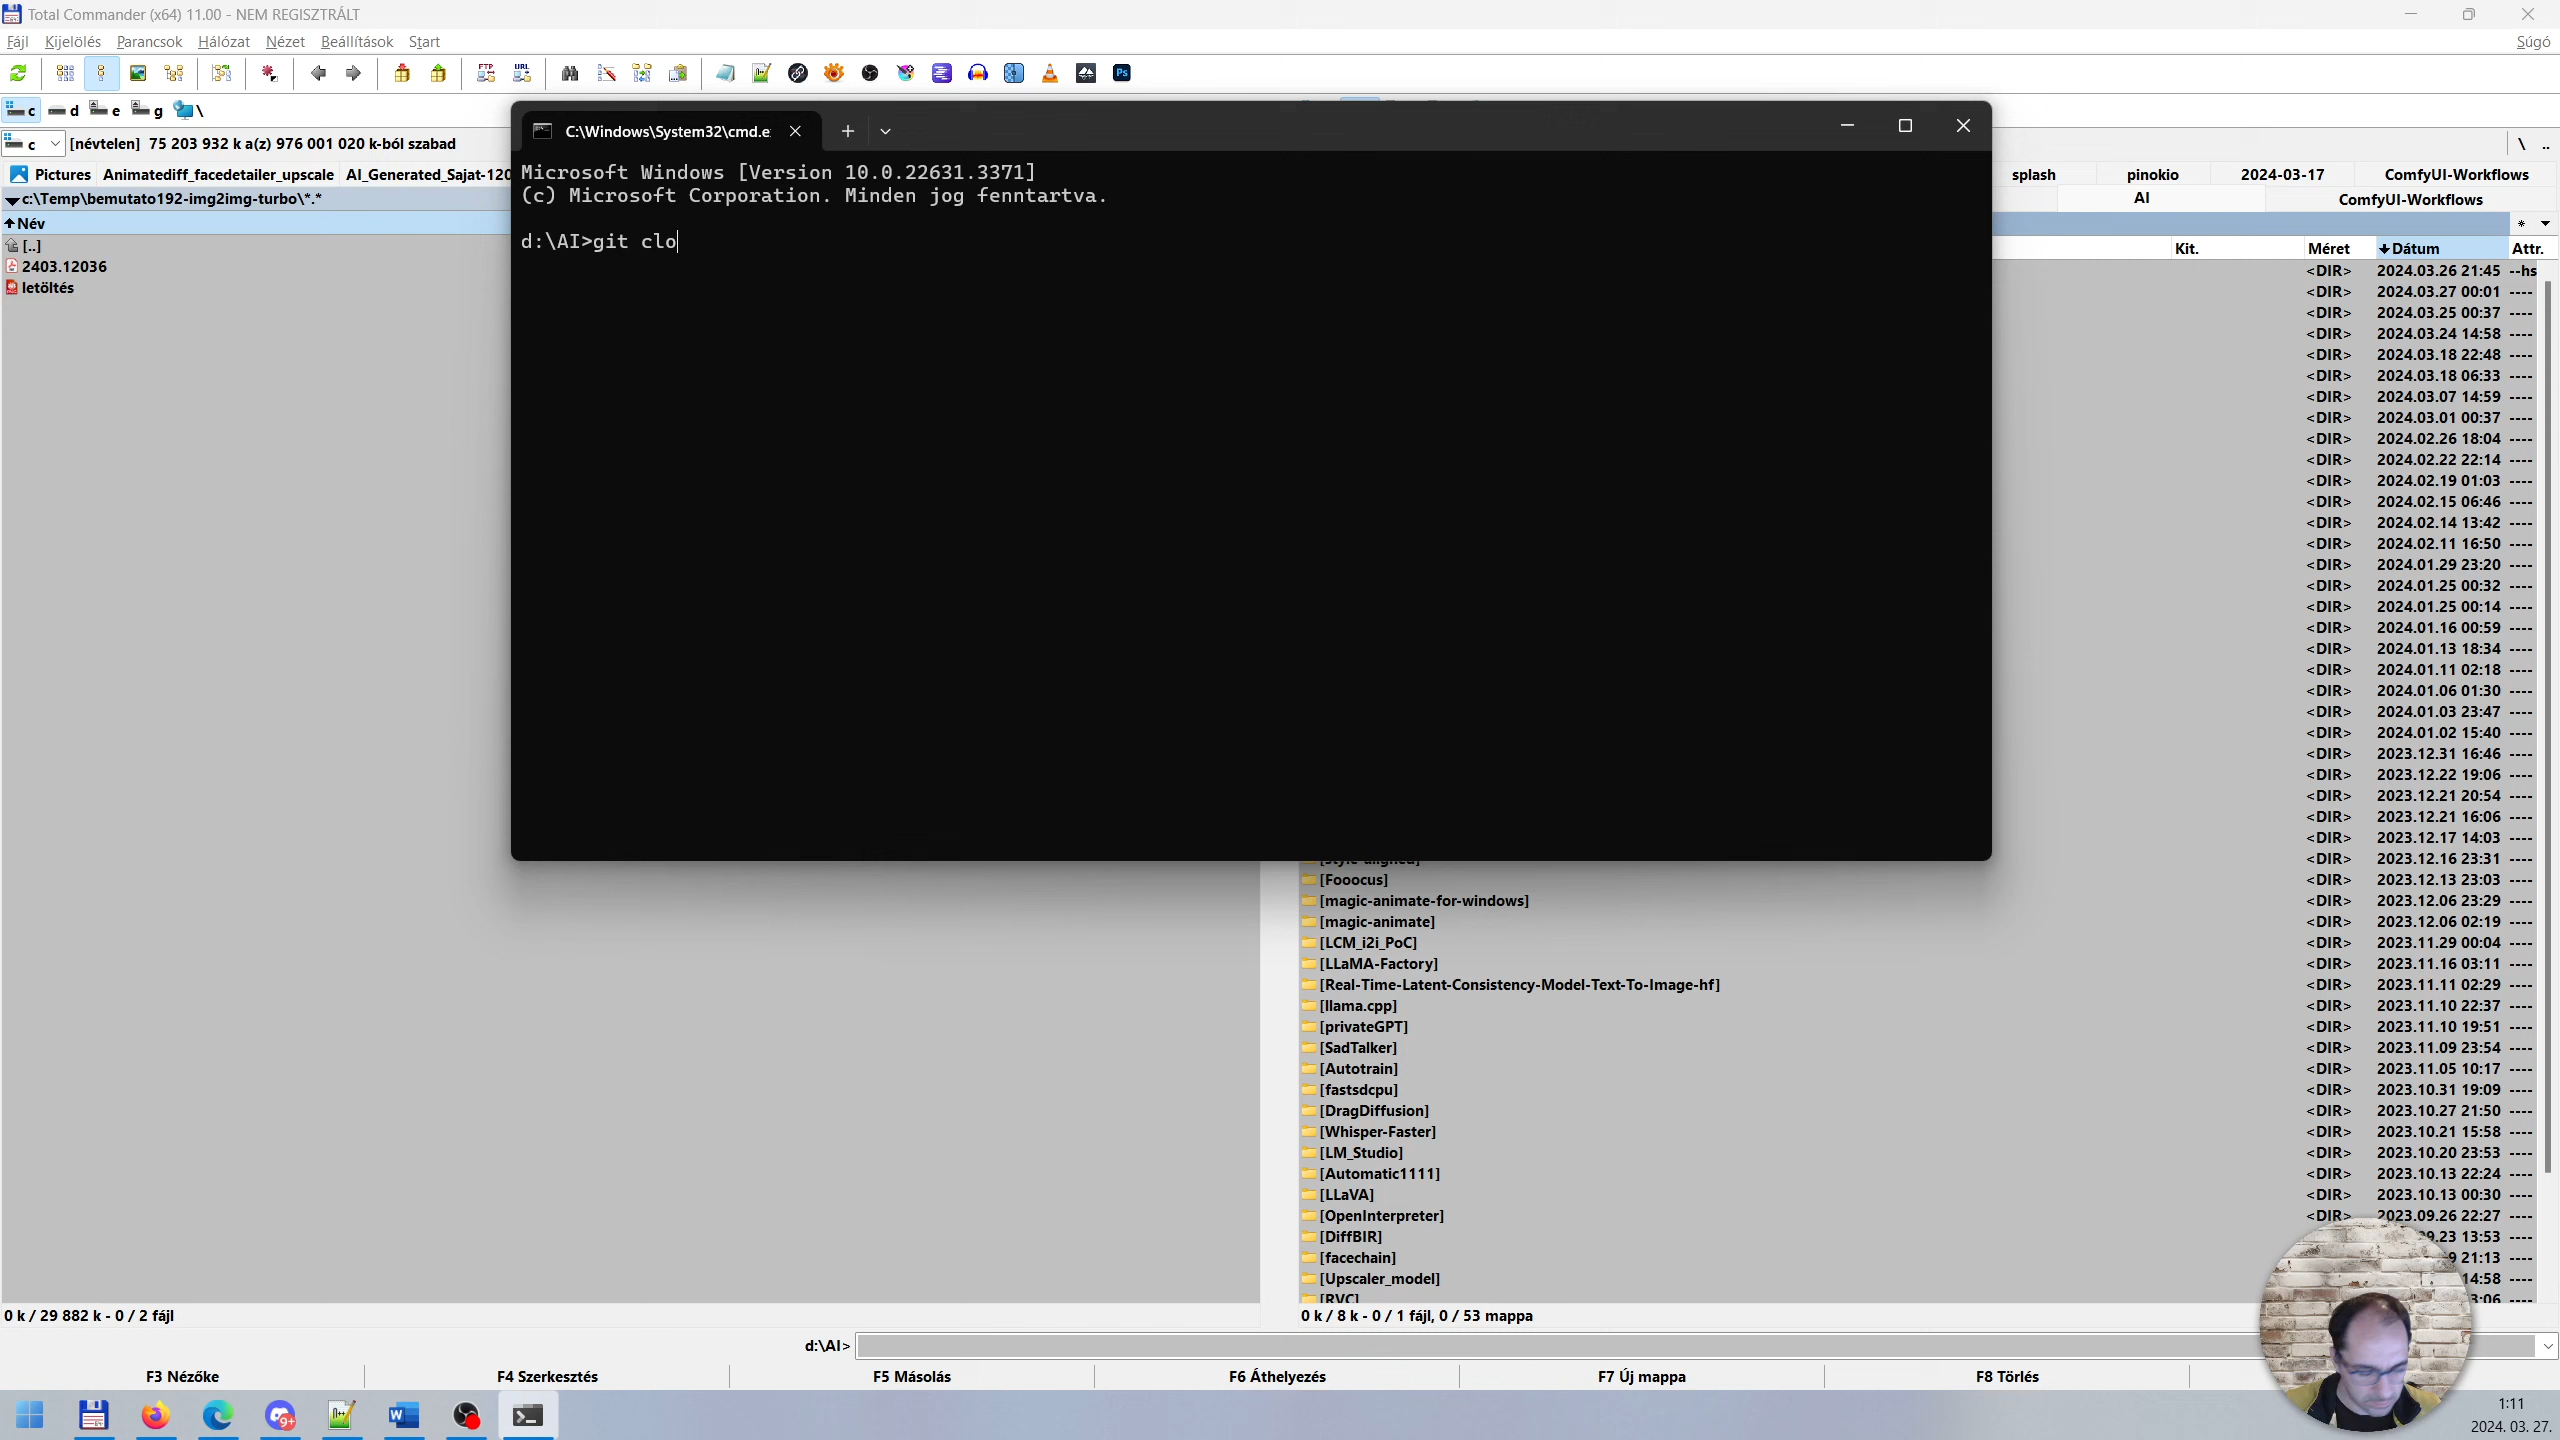 Total Commander (x64) 11.00 - NEM REGISZTRÁLT
Fájl Kijelölés Parancsok Hálózat Nézet Beállítások Start Súgó
FTP URL
Ps
c d e g \
c [névtelen] 75 203 932 k a(z) 976 001 020 k-ból szabad \ ..
Pictures Animatediff_facedetailer_upscale AI_Generated_Sajat-120
c:\Temp\bemutato192-img2img-turbo\*.*
Név
[..]
2403.12036
letöltés
C:\Windows\System32\cmd.e
Microsoft Windows [Version 10.0.22631.3371]
(c) Microsoft Corporation. Minden jog fenntartva.
d:\AI>git clo
splash pinokio 2024-03-17 ComfyUI-Workflows
AI ComfyUI-Workflows
* 
Kit. Méret Dátum Attr.
<DIR> 2024.03.26 21:45 --hs
<DIR> 2024.03.27 00:01 ----
<DIR> 2024.03.25 00:37 ----
<DIR> 2024.03.24 14:58 ----
<DIR> 2024.03.18 22:48 ----
<DIR> 2024.03.18 06:33 ----
<DIR> 2024.03.07 14:59 ----
<DIR> 2024.03.01 00:37 ----
<DIR> 2024.02.26 18:04 ----
<DIR> 2024.02.22 22:14 ----
<DIR> 2024.02.19 01:03 ----
<DIR> 2024.02.15 06:46 ----
<DIR> 2024.02.14 13:42 ----
<DIR> 2024.02.11 16:50 ----
<DIR> 2024.01.29 23:20 ----
<DIR> 2024.01.25 00:32 ----
<DIR> 2024.01.25 00:14 ----
<DIR> 2024.01.16 00:59 ----
<DIR> 2024.01.13 18:34 ----
<DIR> 2024.01.11 02:18 ----
<DIR> 2024.01.06 01:30 ----
<DIR> 2024.01.03 23:47 ----
<DIR> 2024.01.02 15:40 ----
<DIR> 2023.12.31 16:46 ----
<DIR> 2023.12.22 19:06 ----
<DIR> 2023.12.21 20:54 ----
<DIR> 2023.12.21 16:06 ----
<DIR> 2023.12.17 14:03 ----
<DIR> 2023.12.16 23:31 ----
[Fooocus] <DIR> 2023.12.13 23:03 ----
[magic-animate-for-windows] <DIR> 2023.12.06 23:29 ----
[magic-animate] <DIR> 2023.12.06 02:19 ----
[LCM_i2i_PoC] <DIR> 2023.11.29 00:04 ----
[LLaMA-Factory] <DIR> 2023.11.16 03:11 ----
[Real-Time-Latent-Consistency-Model-Text-To-Image-hf] <DIR> 2023.11.11 02:29 ----
[llama.cpp] <DIR> 2023.11.10 22:37 ----
[privateGPT] <DIR> 2023.11.10 19:51 ----
[SadTalker] <DIR> 2023.11.09 23:54 ----
[Autotrain] <DIR> 2023.11.05 10:17 ----
[fastsdcpu] <DIR> 2023.10.31 19:09 ----
[DragDiffusion] <DIR> 2023.10.27 21:50 ----
[Whisper-Faster] <DIR> 2023.10.21 15:58 ----
[LM_Studio] <DIR> 2023.10.20 23:53 ----
[Automatic1111] <DIR> 2023.10.13 22:24 ----
[LLaVA] <DIR> 2023.10.13 00:30 ----
[OpenInterpreter] <DIR> 2023.09.26 22:27 ----
[DiffBIR] 13:53 ----
[facechain] 21:13 ----
[Upscaler_model] 14:58 ----
[RVC] ----
0 k / 29 882 k - 0 / 2 fájl
0 k / 8 k - 0 / 1 fájl, 0 / 53 mappa
d:\AI>
F3 Nézőke F4 Szerkesztés F5 Másolás F6 Áthelyezés F7 Új mappa F8 Törlés
9+
1:11
2024. 03. 27.